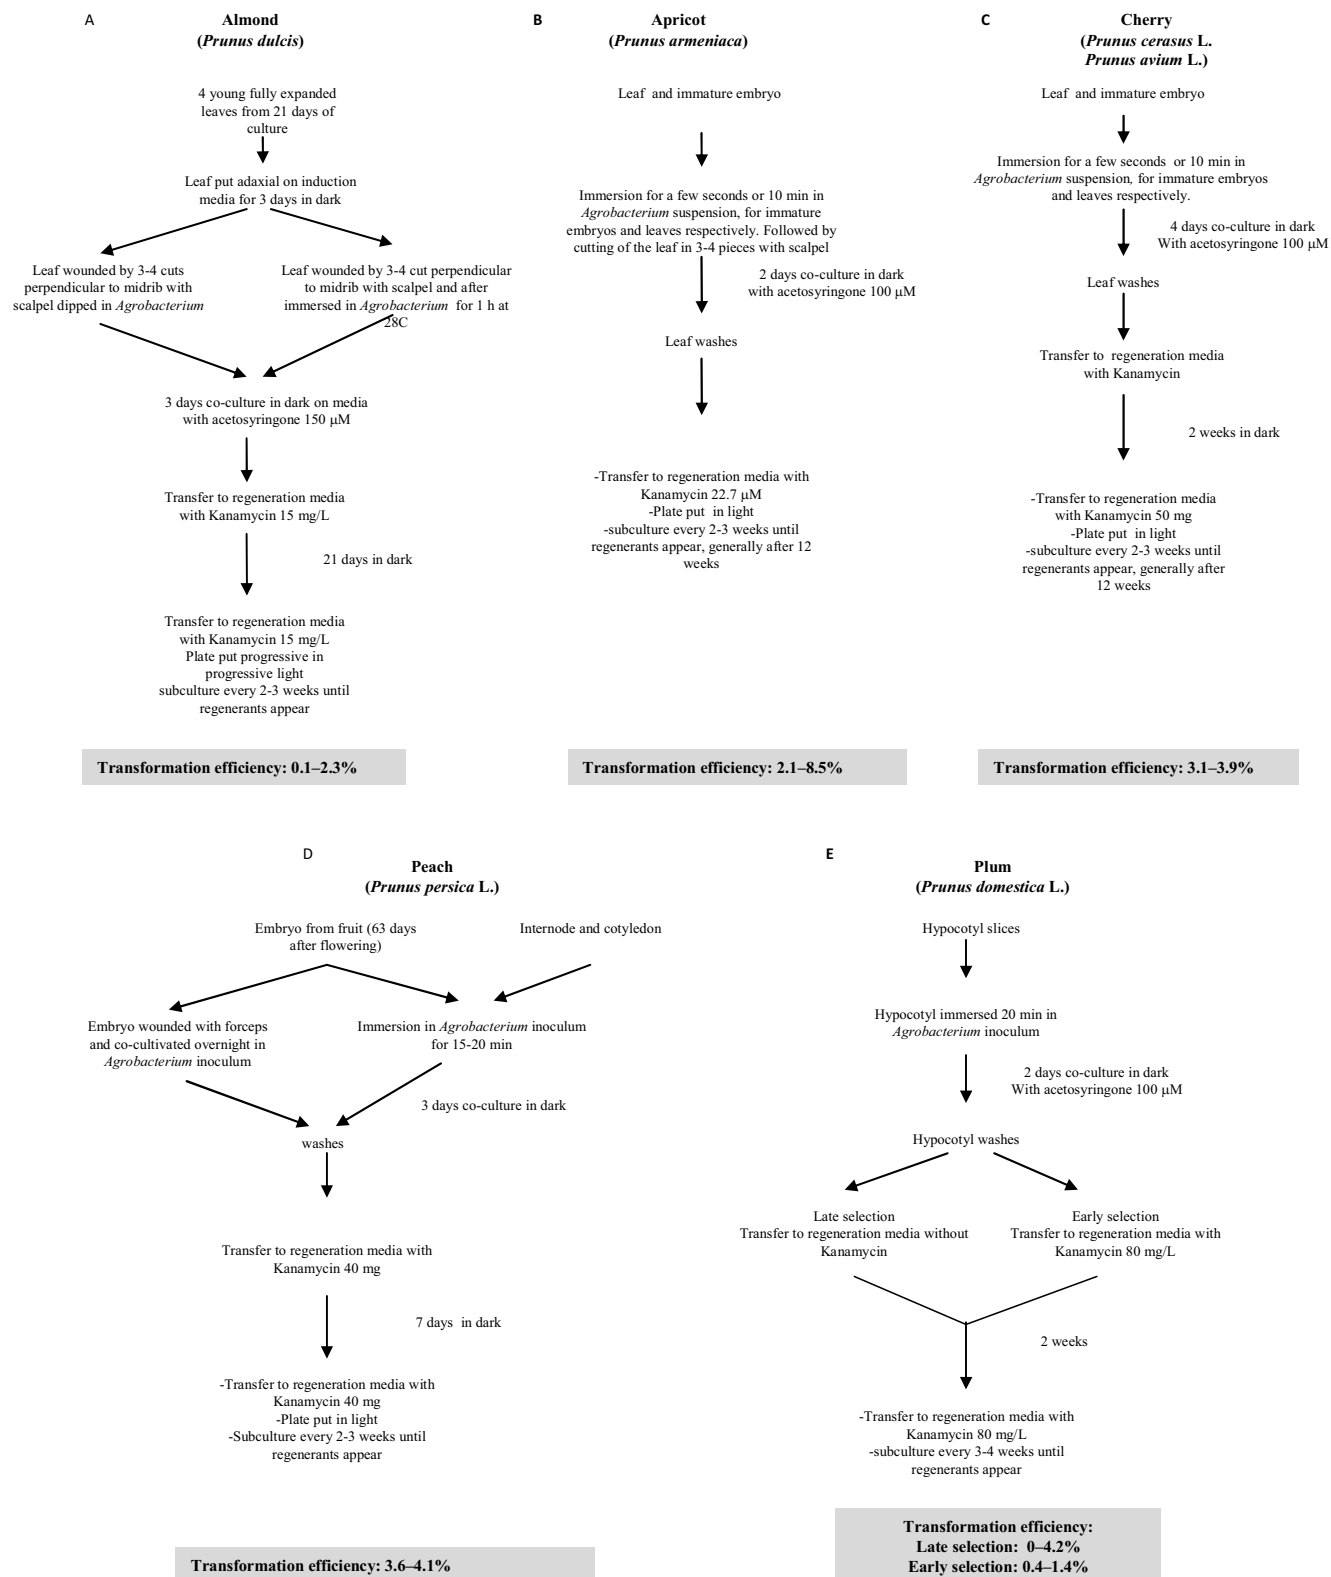 A
Almond
(Prunus dulcis)
4 young fully expanded
leaves from 21 days of
culture
Leaf put adaxial on induction
media for 3 days in dark
Leaf wounded by 3-4 cuts
perpendicular to midrib with
scalpel dipped in Agrobacterium
Leaf wounded by 3-4 cut perpendicular
to midrib with scalpel and after
immersed in Agrobacterium for 1 h at
28C
3 days co-culture in dark on media
with acetosyringone 150 μM
Transfer to regeneration media
with Kanamycin 15 mg/L
21 days in dark
Transfer to regeneration media
with Kanamycin 15 mg/L
Plate put progressive in
progressive light
subculture every 2-3 weeks until
regenerants appear
Transformation efficiency: 0.1–2.3%
B
Apricot
(Prunus armeniaca)
Leaf and immature embryo
Immersion for a few seconds or 10 min in
Agrobacterium suspension, for immature
embryos and leaves respectively. Followed by
cutting of the leaf in 3-4 pieces with scalpel
2 days co-culture in dark
with acetosyringone 100 μM
Leaf washes
-Transfer to regeneration media with
Kanamycin 22.7 μM
-Plate put in light
-subculture every 2-3 weeks until
regenerants appear, generally after 12
weeks
Transformation efficiency: 2.1–8.5%
C
Cherry
(Prunus cerasus L.
Prunus avium L.)
Leaf and immature embryo
Immersion for a few seconds or 10 min in
Agrobacterium suspension, for immature embryos
and leaves respectively.
4 days co-culture in dark
With acetosyringone 100 μM
Leaf washes
Transfer to regeneration media
with Kanamycin
2 weeks in dark
-Transfer to regeneration media
with Kanamycin 50 mg
-Plate put in light
-subculture every 2-3 weeks until
regenerants appear, generally after
12 weeks
Transformation efficiency: 3.1–3.9%
D
Peach
(Prunus persica L.)
Embryo from fruit (63 days
after flowering)
Internode and cotyledon
Embryo wounded with forceps
and co-cultivated overnight in
Agrobacterium inoculum
Immersion in Agrobacterium inoculum
for 15-20 min
3 days co-culture in dark
washes
Transfer to regeneration media with
Kanamycin 40 mg
7 days in dark
-Transfer to regeneration media with
Kanamycin 40 mg
-Plate put in light
-Subculture every 2-3 weeks until
regenerants appear
Transformation efficiency: 3.6–4.1%
E
Plum
(Prunus domestica L.)
Hypocotyl slices
Hypocotyl immersed 20 min in
Agrobacterium inoculum
2 days co-culture in dark
With acetosyringone 100 μM
Hypocotyl washes
Late selection
Transfer to regeneration media without
Kanamycin
Early selection
Transfer to regeneration media with
Kanamycin 80 mg/L
2 weeks
-Transfer to regeneration media with
Kanamycin 80 mg/L
-subculture every 3-4 weeks until
regenerants appear
Transformation efficiency:
Late selection: 0–4.2%
Early selection: 0.4–1.4%